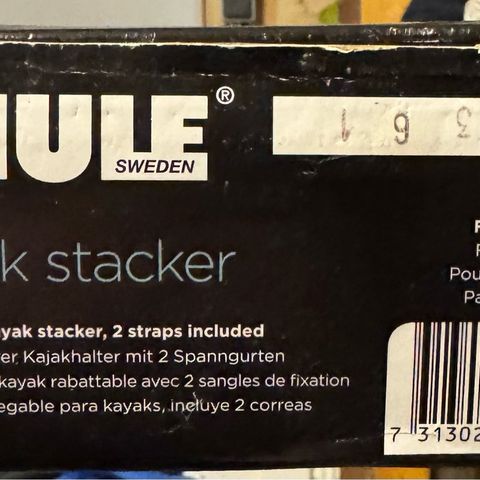 HULE®
SWEDEN
k stacker
yak stacker, 2 straps included
er, Kajakhalter mit 2 Spanngurten
kayak rabattable avec 2 sangles de fixation
egable para kayaks, incluye 2 correas
F
Pou
Pa
7 31302